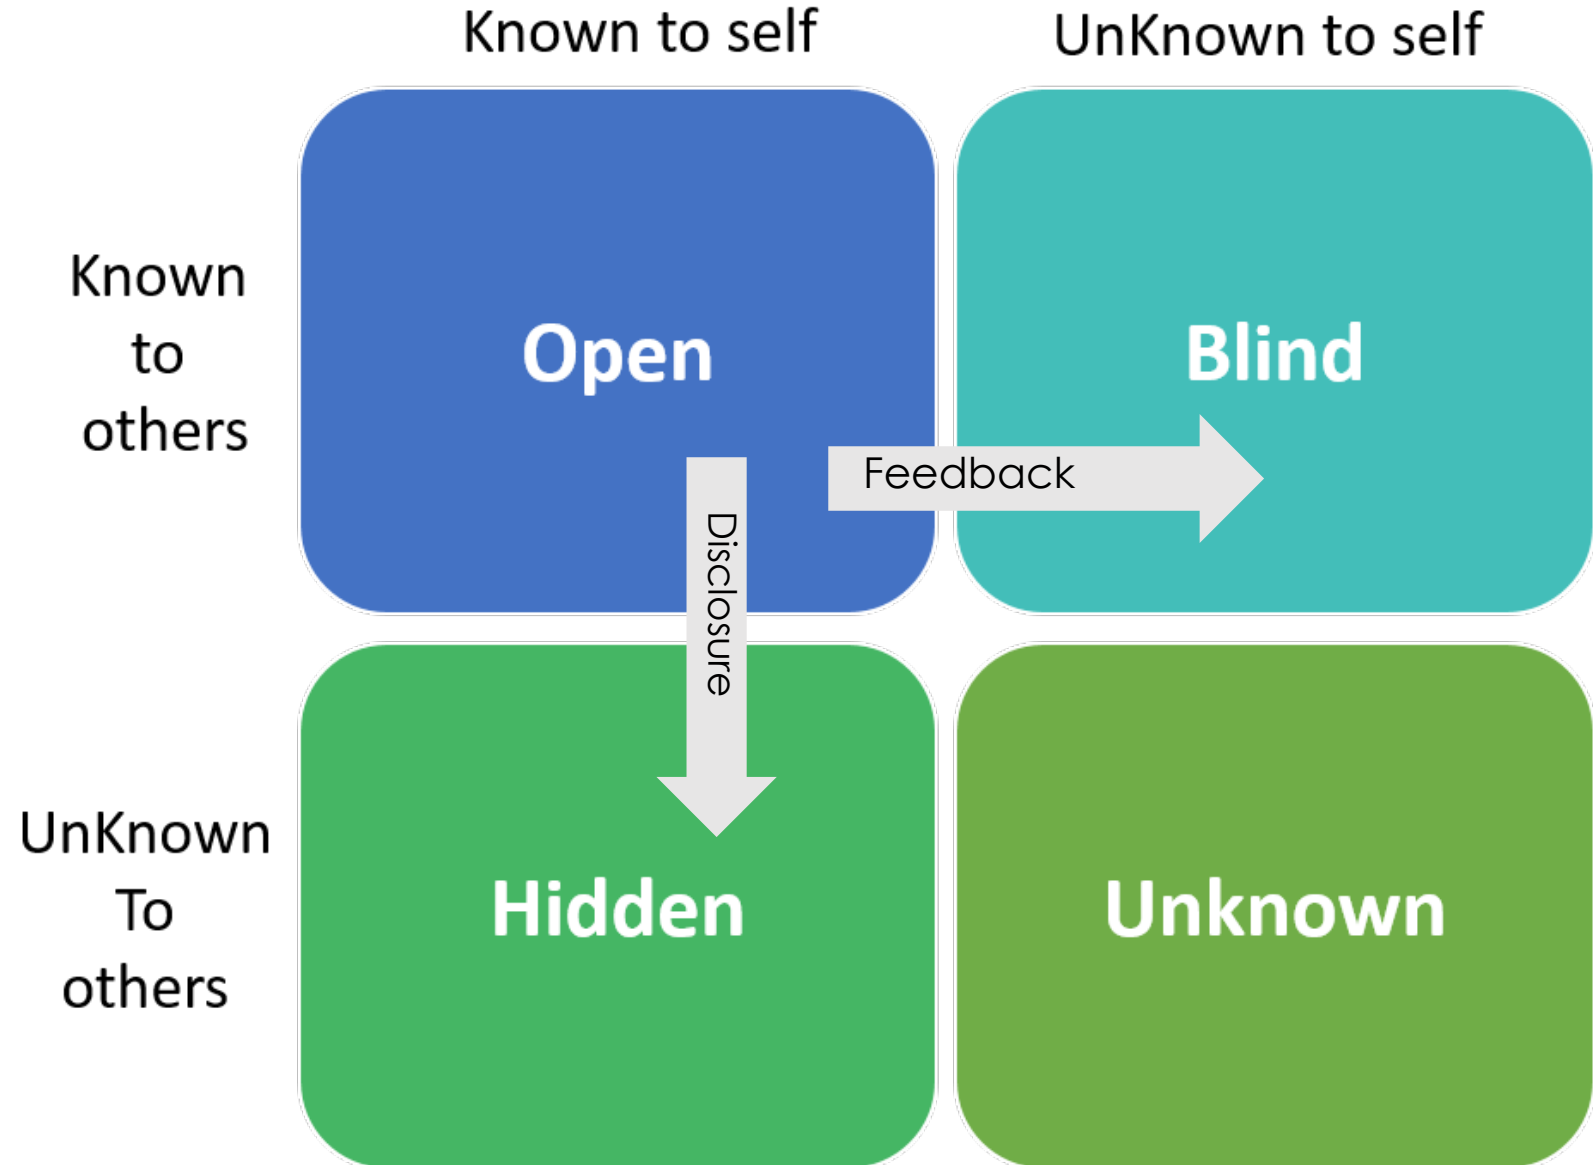 Known to self
UnKnown to self
Known
to
others
Open
Blind
Feedback
Disclosure
UnKnown
To
others
Hidden
Unknown